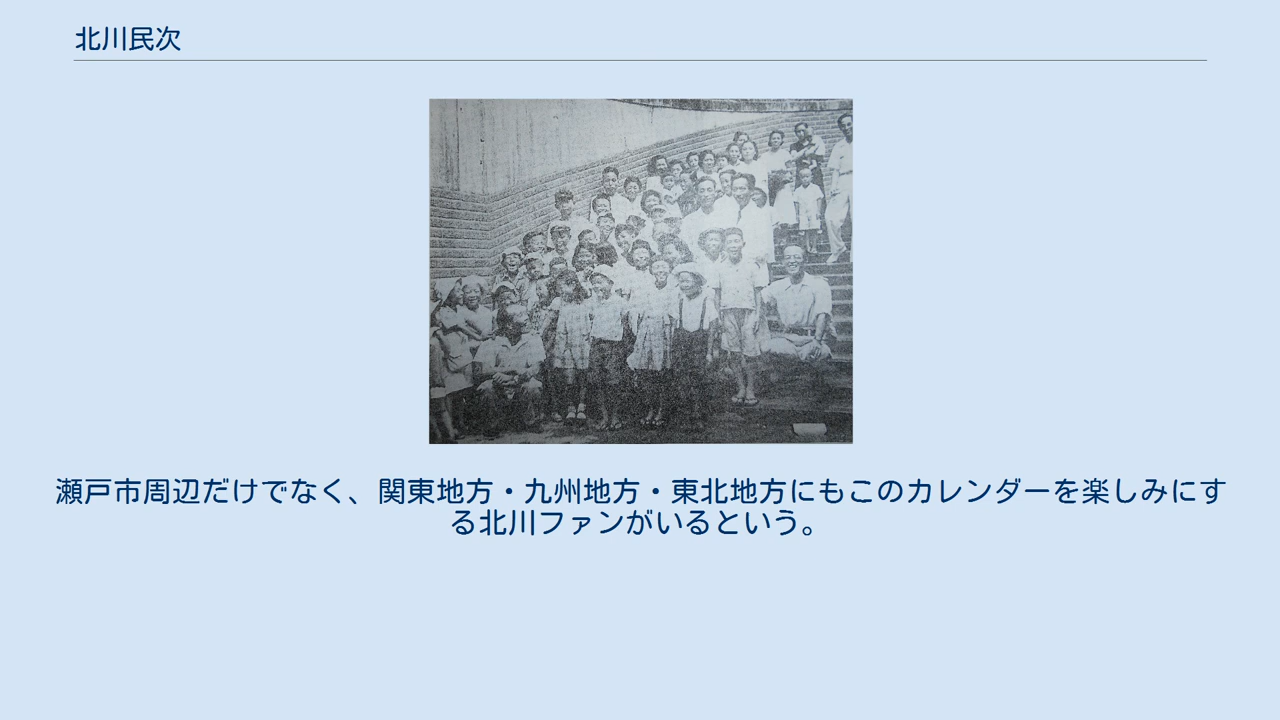 北川民次
瀬戸市周辺だけでなく、関東地方・九州地方・東北地方にもこのカレンダーを楽しみにす
る北川ファンがいるという。